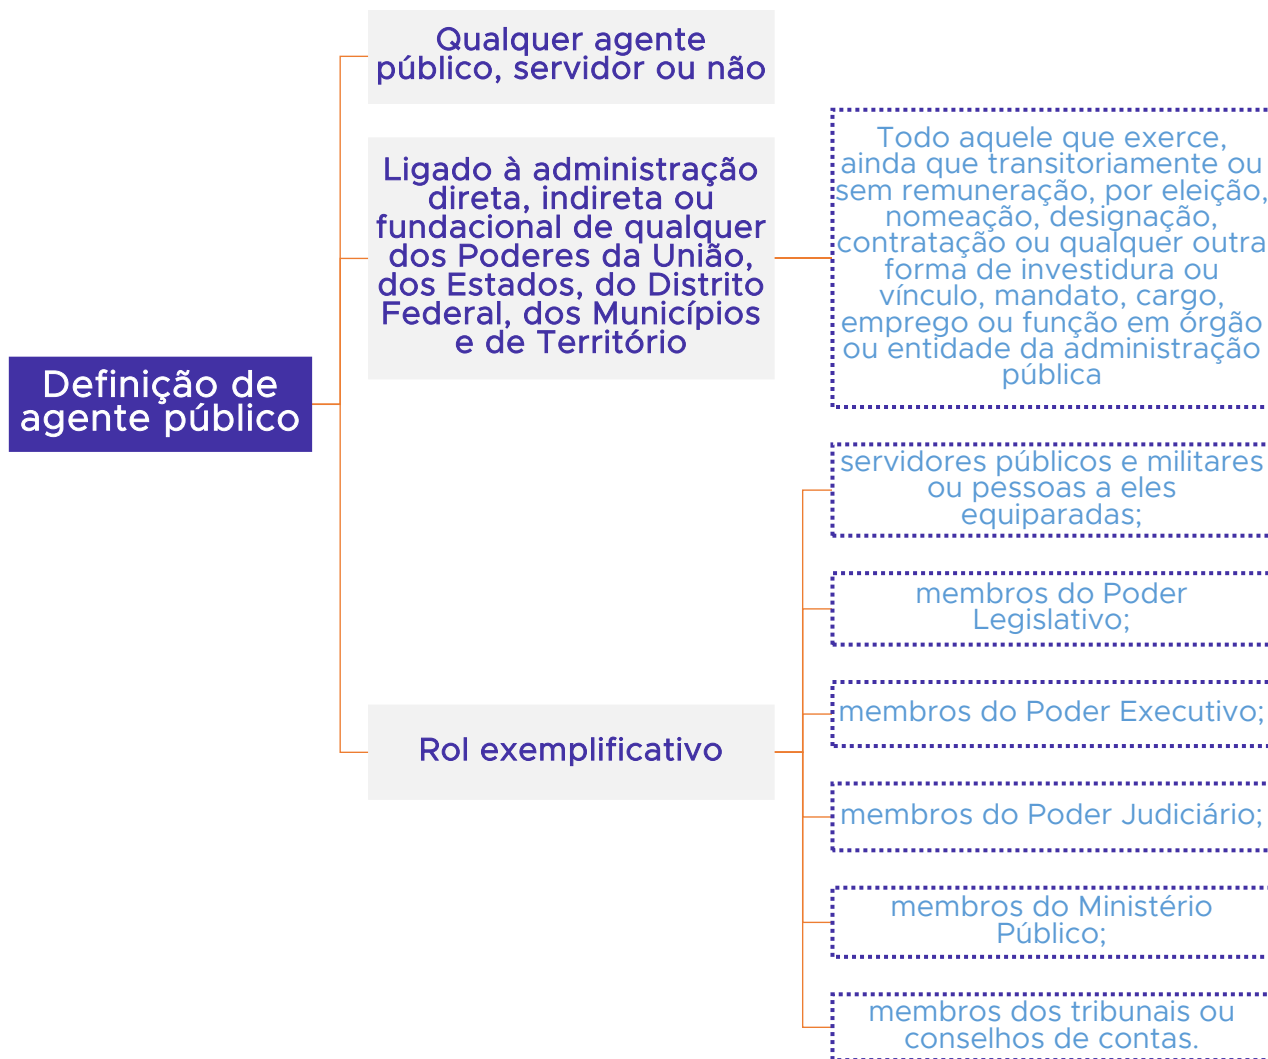 Definição de
agente público
Qualquer agente
público, servidor ou não
Ligado à administração
direta, indireta ou
fundacional de qualquer
dos Poderes da União,
dos Estados, do Distrito
Federal, dos Municípios
e de Território
Todo aquele que exerce,
ainda que transitoriamente ou
sem remuneração, por eleição,
nomeação, designação,
contratação ou qualquer outra
forma de investidura ou
vínculo, mandato, cargo,
emprego ou função em órgão
ou entidade da administração
pública
Rol exemplificativo
servidores públicos e militares
ou pessoas a eles
equiparadas;
membros do Poder
Legislativo;
membros do Poder Executivo;
membros do Poder Judiciário;
membros do Ministério
Público;
membros dos tribunais ou
conselhos de contas.